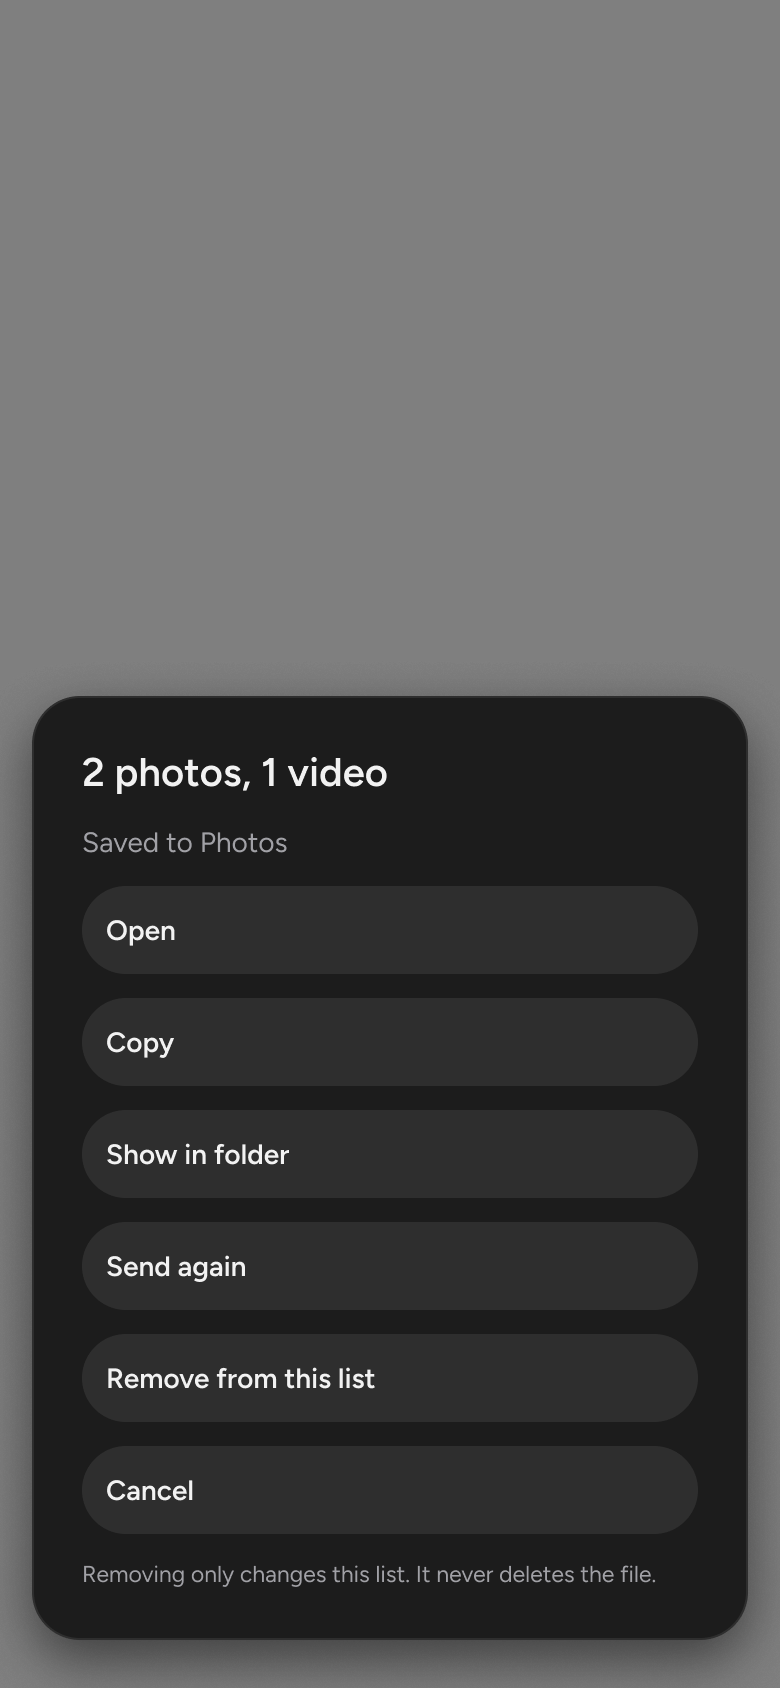 2 photos, 1 video
Saved to Photos
Open
Copy
Show in folder
Send again
Remove from this list
Cancel
Removing only changes this list. It never deletes the file.